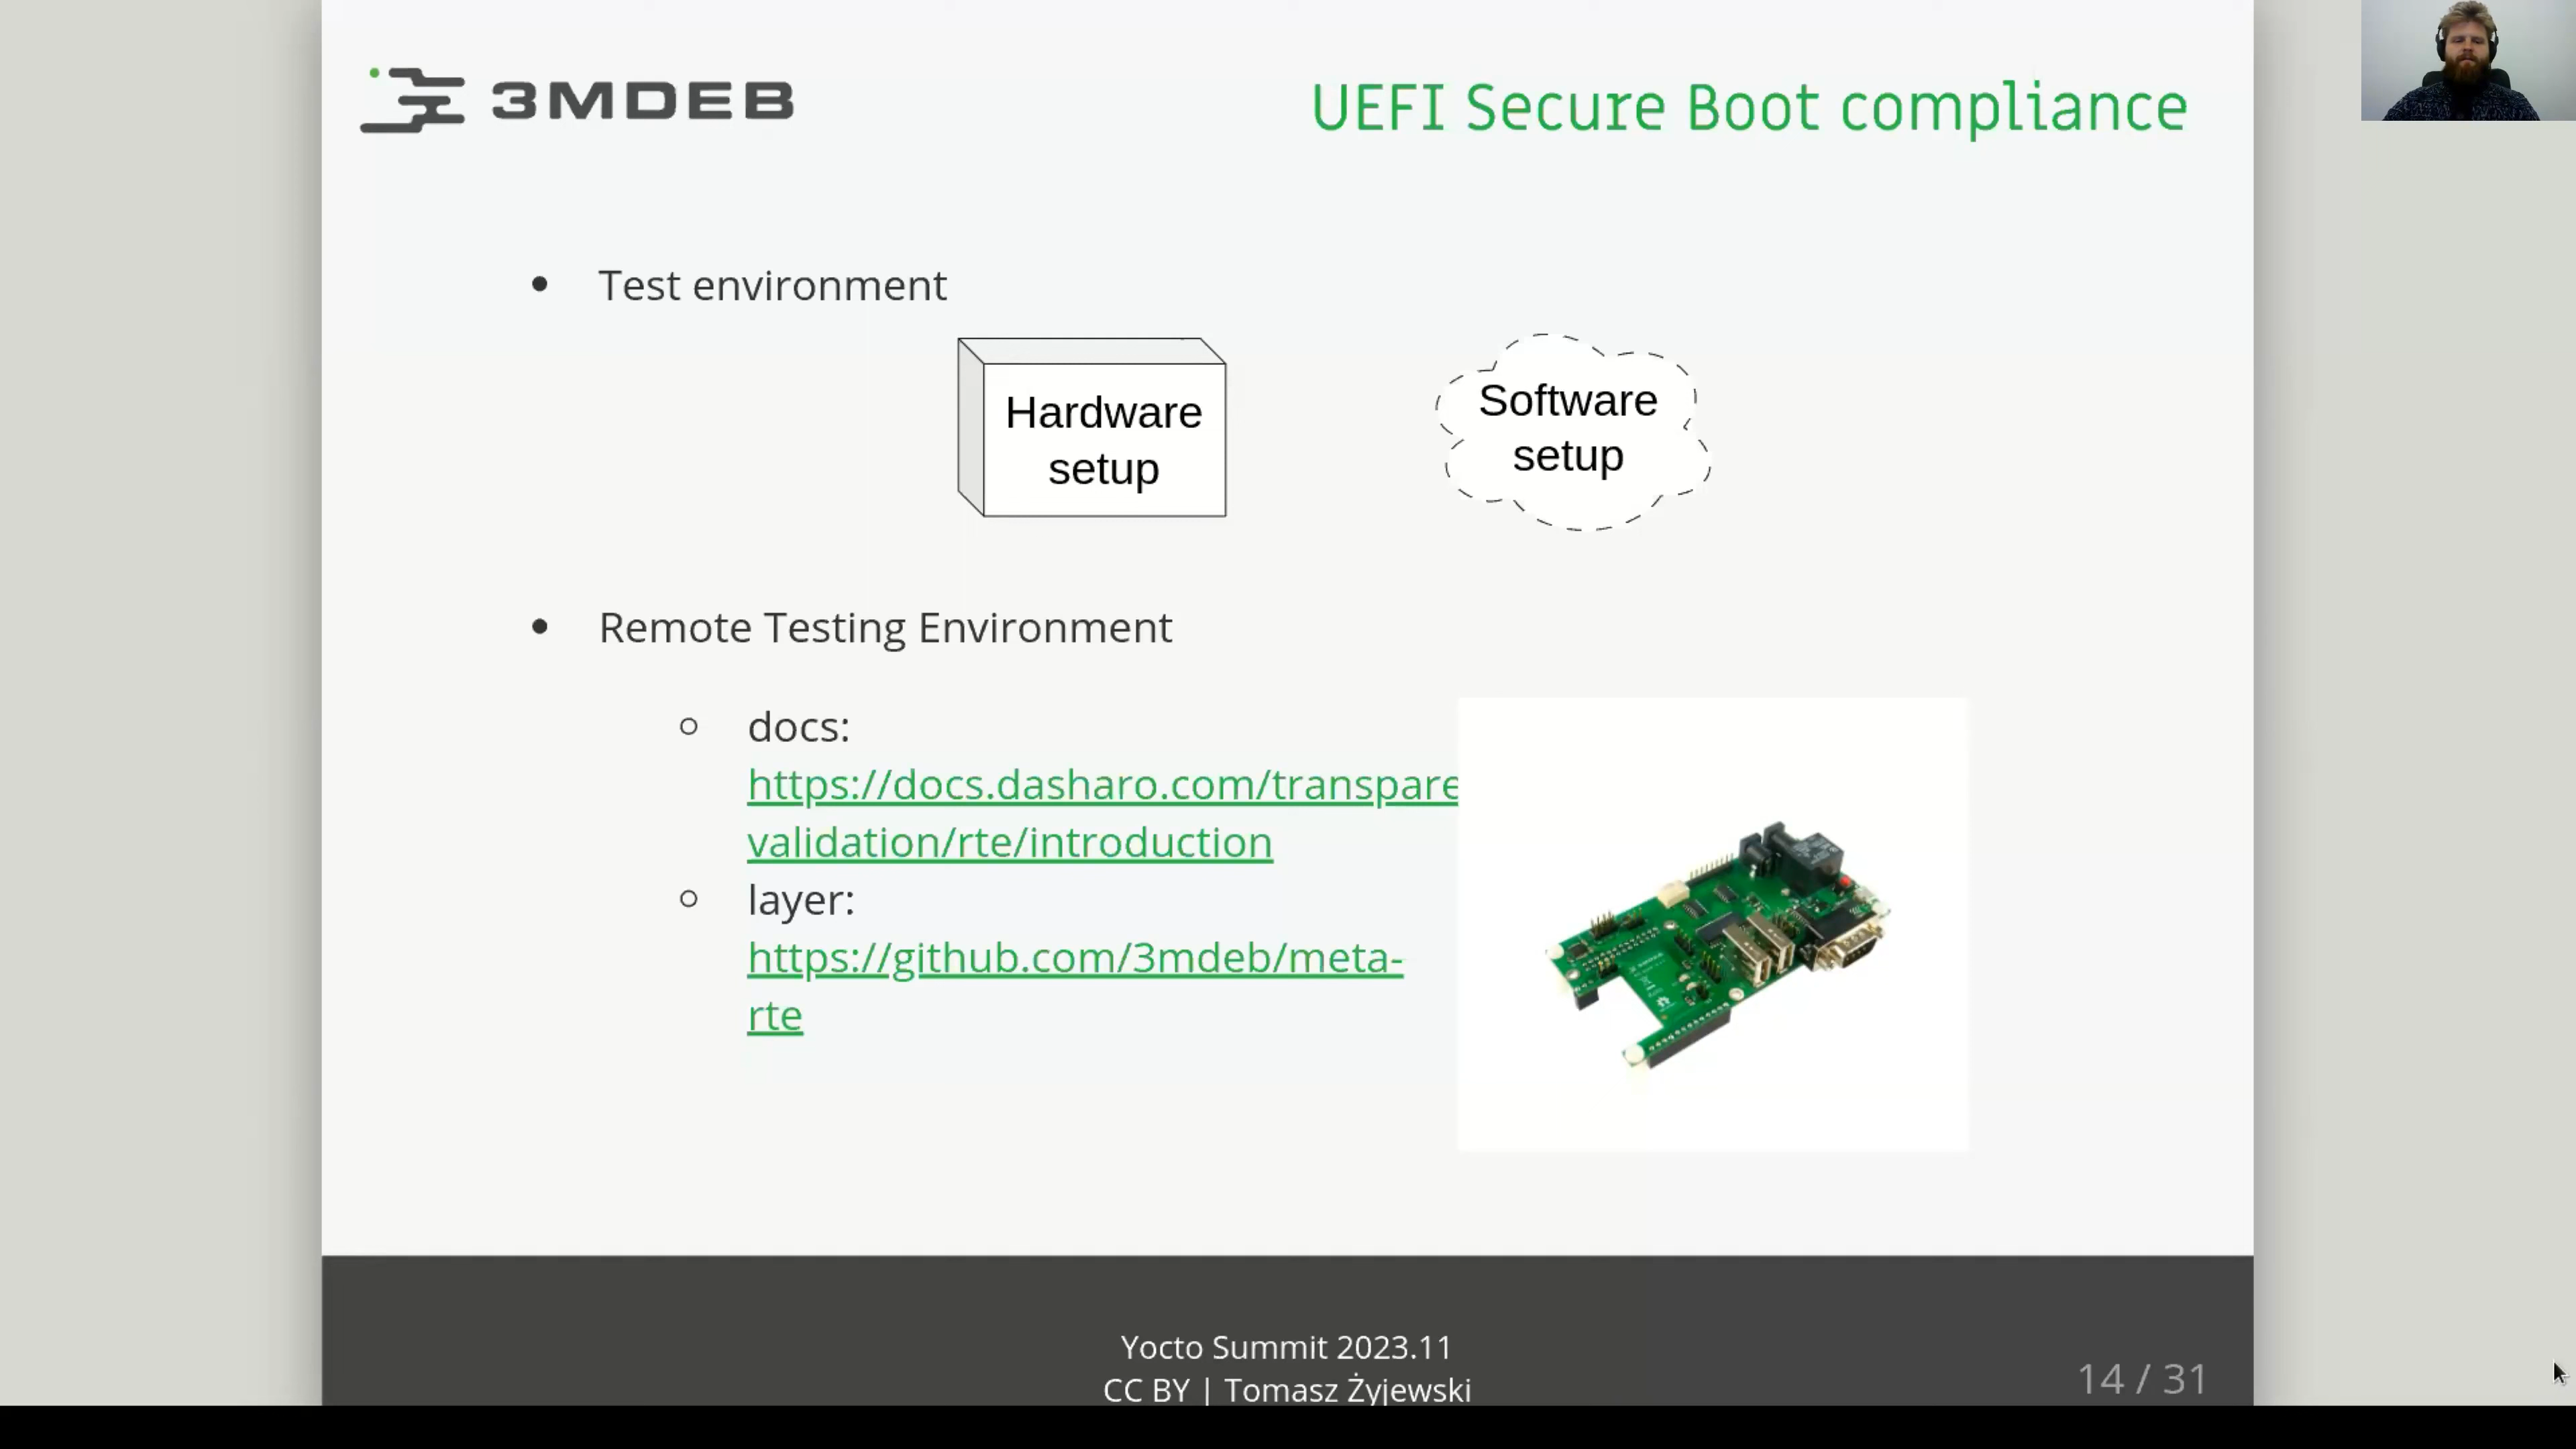 3MDEB
UEFI Secure Boot compliance
Test environment
Hardware
setup
Software
setup
Remote Testing Environment
docs:
https://docs.dasharo.com/transpare
validation/rte/introduction
layer:
https://github.com/3mdeb/meta-
rte
Yocto Summit 2023.11
CC BY | Tomasz Żyjewski
14 / 31